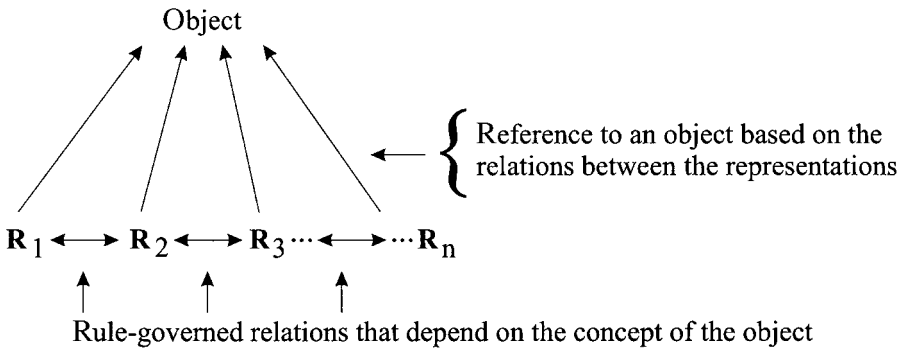 Object
Reference to an object based on the
relations between the representations
R1 R2 R3 ... ... Rn
Rule-governed relations that depend on the concept of the object